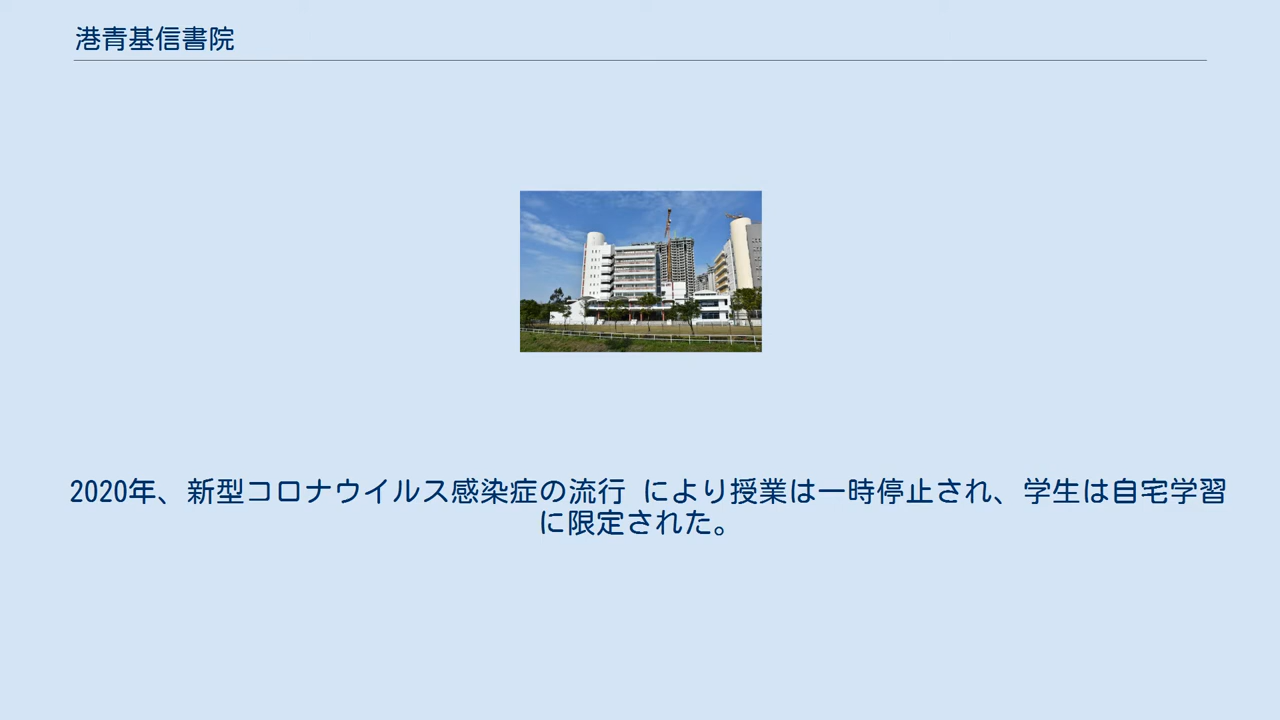 港青基信書院
2020年、新型コロナウイルス感染症の流行 により授業は一時停止され、学生は自宅学習
に限定された。